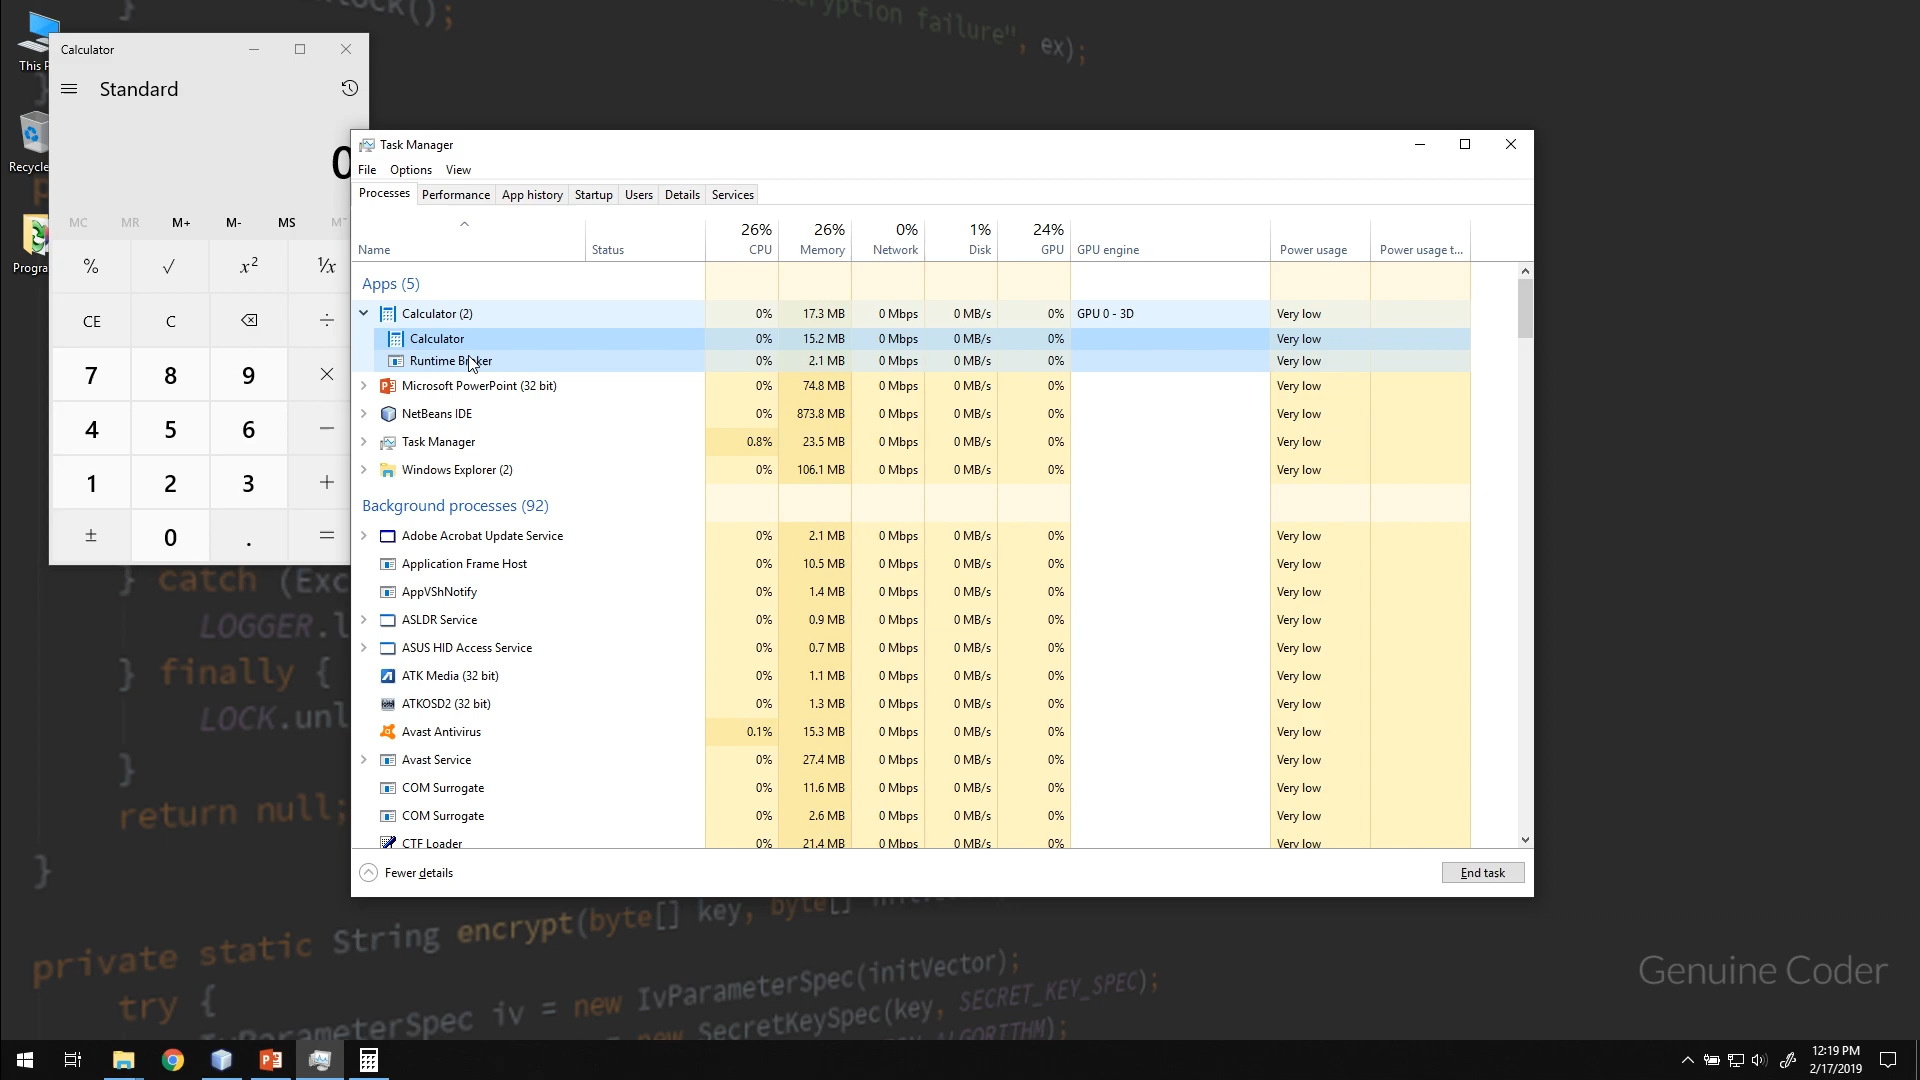 }
LOCK();
ryption failure", ex);
This P
Recycle
Progra
Calculator
Standard
0
MC MR M+ M- MS M
% √ x² ⅟x
CE C ÷
7 8 9 ×
4 5 6 −
1 2 3 +
± 0 . =
Task Manager
File Options View
Processes Performance App history Startup Users Details Services
26% 26% 0% 1% 24%
Name Status CPU Memory Network Disk GPU GPU engine Power usage Power usage t...
Apps (5)
Calculator (2) 0% 17.3 MB 0 Mbps 0 MB/s 0% GPU 0 - 3D Very low
Calculator 0% 15.2 MB 0 Mbps 0 MB/s 0% Very low
Runtime Broker 0% 2.1 MB 0 Mbps 0 MB/s 0% Very low
Microsoft PowerPoint (32 bit) 0% 74.8 MB 0 Mbps 0 MB/s 0% Very low
NetBeans IDE 0% 873.8 MB 0 Mbps 0 MB/s 0% Very low
Task Manager 0.8% 23.5 MB 0 Mbps 0 MB/s 0% Very low
Windows Explorer (2) 0% 106.1 MB 0 Mbps 0 MB/s 0% Very low
Background processes (92)
Adobe Acrobat Update Service 0% 2.1 MB 0 Mbps 0 MB/s 0% Very low
Application Frame Host 0% 10.5 MB 0 Mbps 0 MB/s 0% Very low
AppVShNotify 0% 1.4 MB 0 Mbps 0 MB/s 0% Very low
ASLDR Service 0% 0.9 MB 0 Mbps 0 MB/s 0% Very low
ASUS HID Access Service 0% 0.7 MB 0 Mbps 0 MB/s 0% Very low
ATK Media (32 bit) 0% 1.1 MB 0 Mbps 0 MB/s 0% Very low
ATKOSD2 (32 bit) 0% 1.3 MB 0 Mbps 0 MB/s 0% Very low
Avast Antivirus 0.1% 15.3 MB 0 Mbps 0 MB/s 0% Very low
Avast Service 0% 27.4 MB 0 Mbps 0 MB/s 0% Very low
COM Surrogate 0% 11.6 MB 0 Mbps 0 MB/s 0% Very low
COM Surrogate 0% 2.6 MB 0 Mbps 0 MB/s 0% Very low
CTF Loader 0% 21.4 MB 0 Mbps 0 MB/s 0% Very low
Fewer details End task
} catch (Exc
LOGGER.l
} finally {
LOCK.unl
}
return null;
}
private static String encrypt(byte[] key, byte[]
try {
IvParameterSpec iv = new IvParameterSpec(initVector);
= new SecretKeySpec(key, SECRET_KEY_SPEC);
ALGORITHM);
Genuine Coder
12:19 PM
2/17/2019